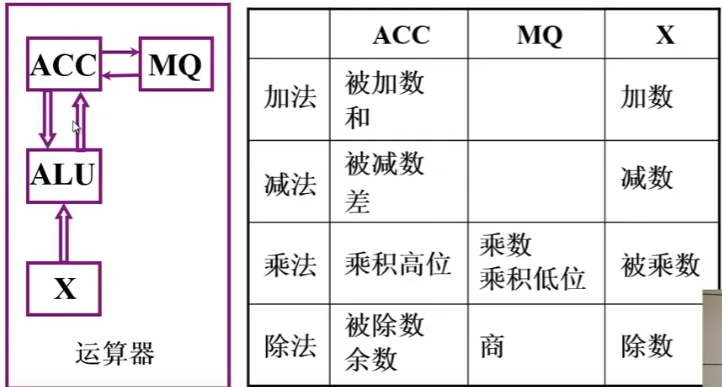 ACC
MQ
ALU
X
运算器
ACC MQ X
加法 被加数 加数
和
减法 被减数 减数
差
乘法 乘积高位 乘数 被乘数
乘积低位
除法 被除数 商 除数
余数